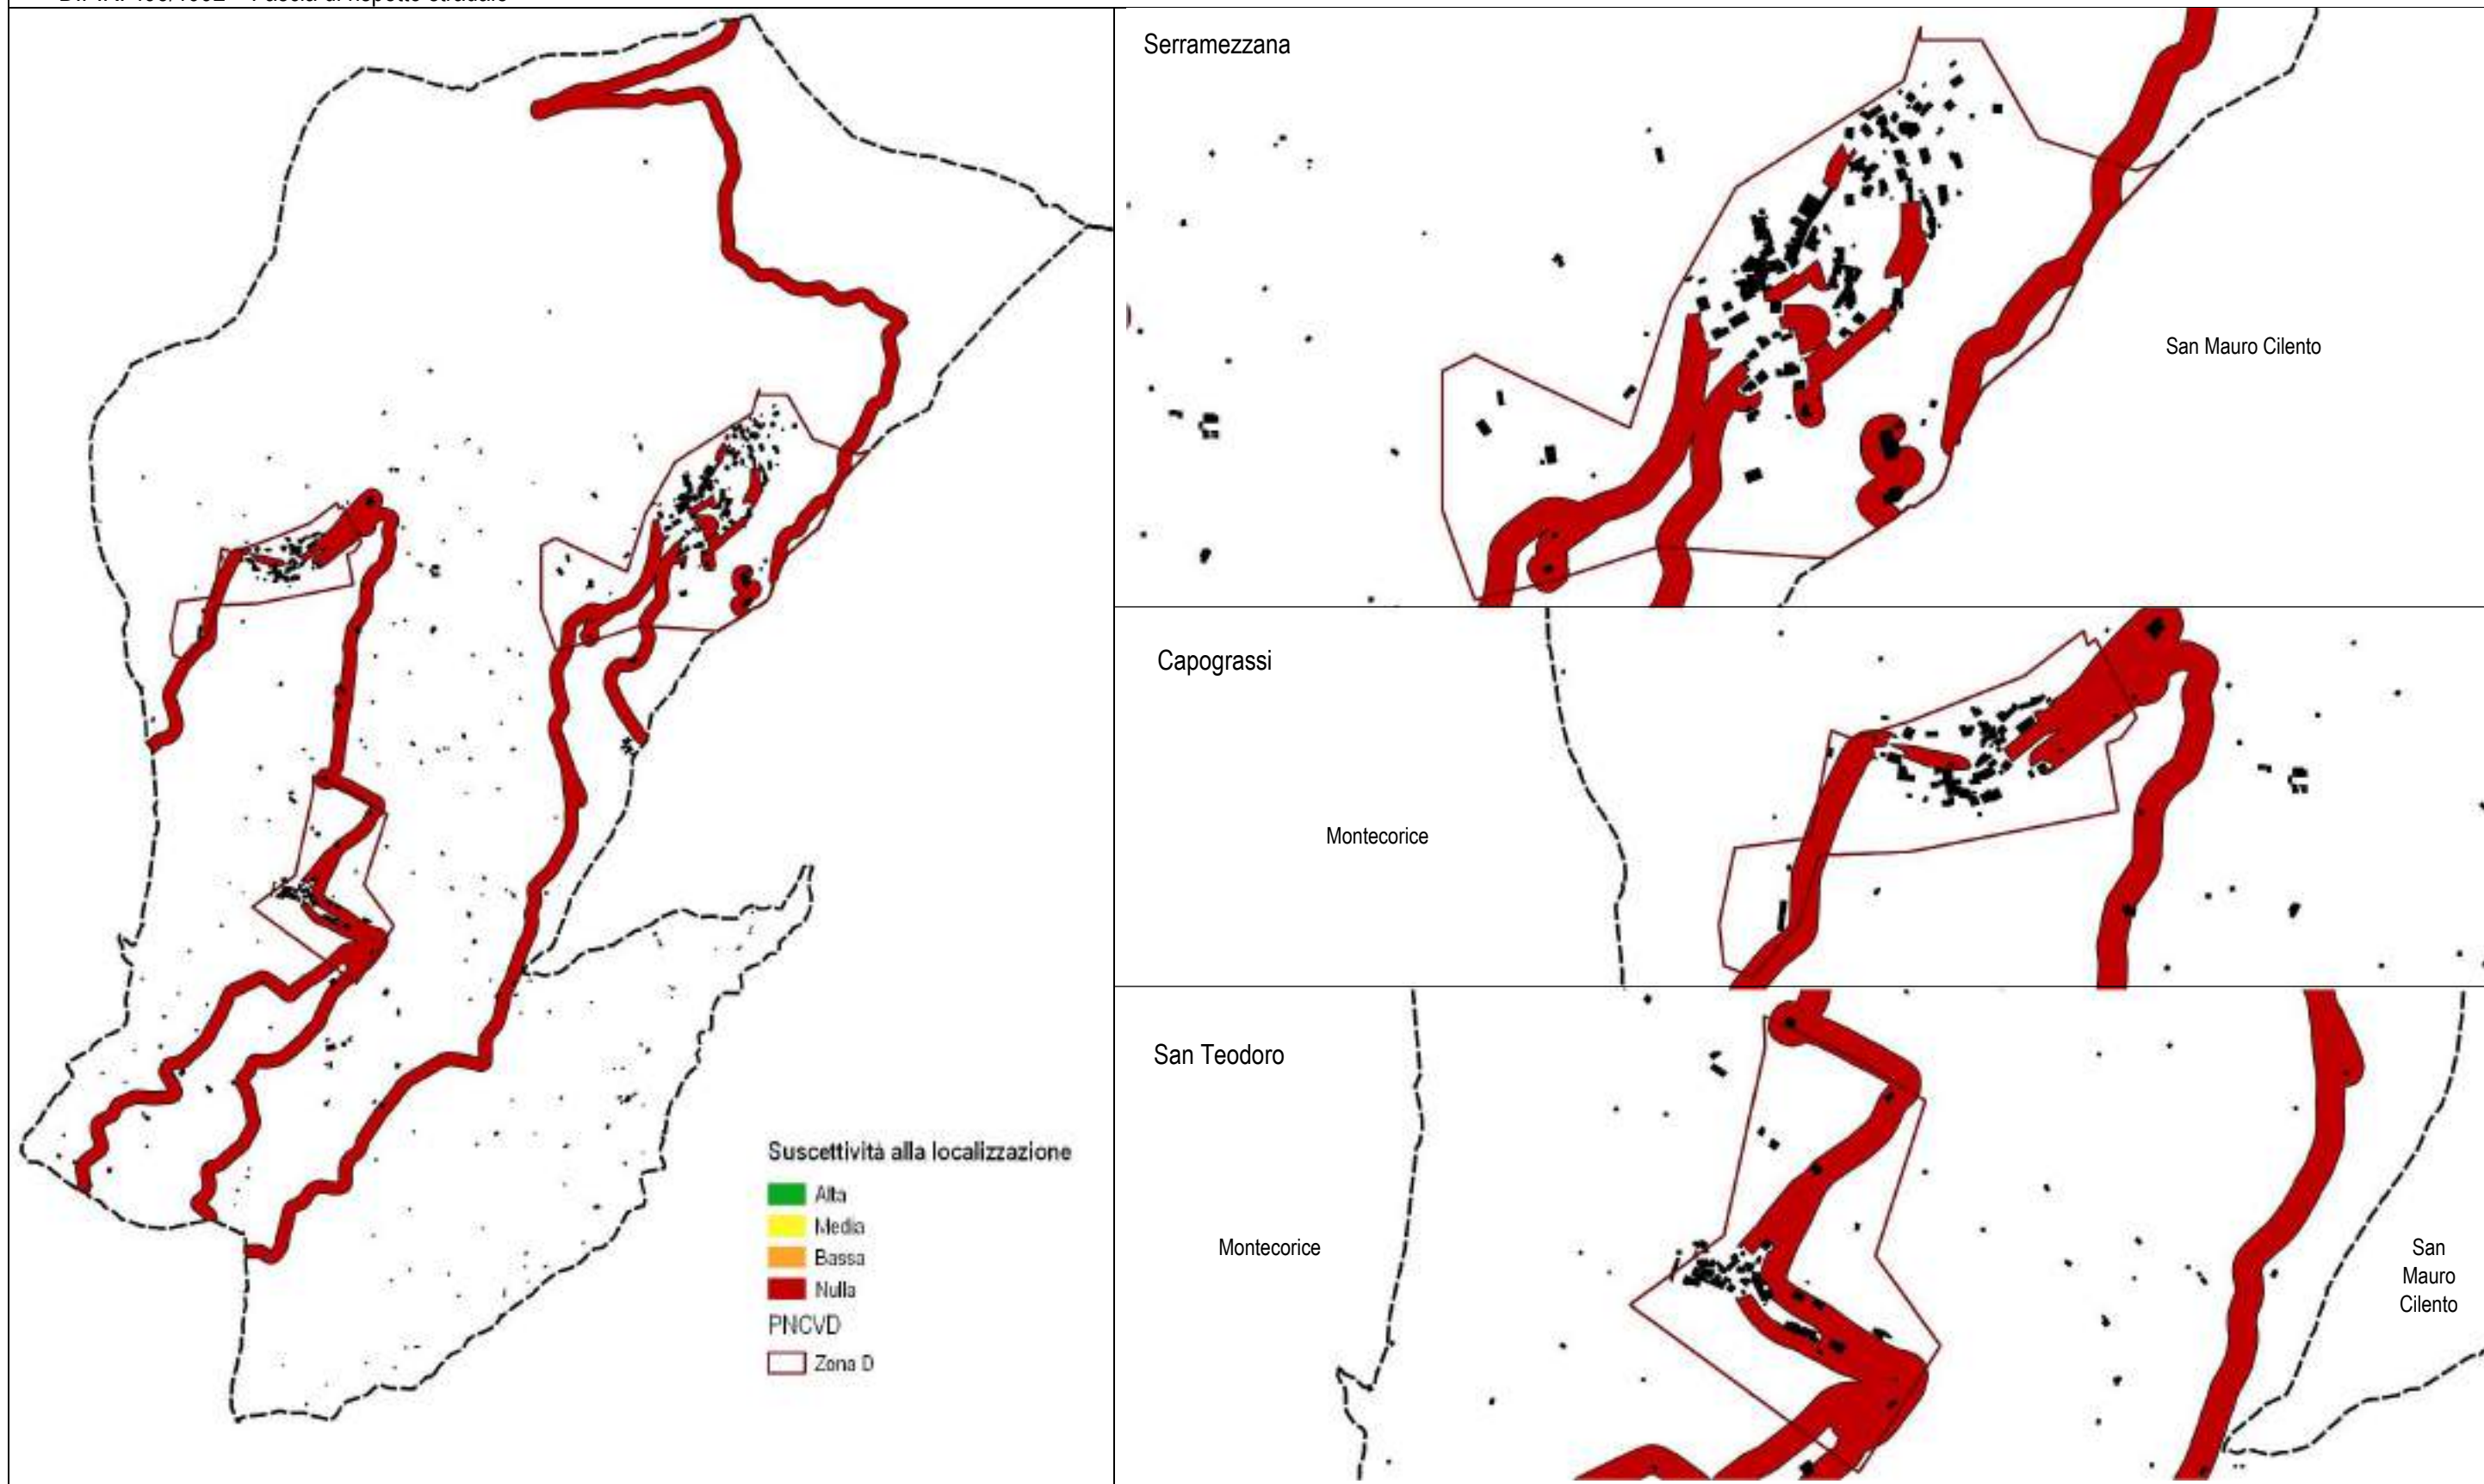 Serramezzana
San Mauro Cilento
Capograssi
Montecorice
San Teodoro
Montecorice
San
Mauro
Cilento
Suscettività alla localizzazione
Alta
Media
Bassa
Nulla
PNCVD
Zona D